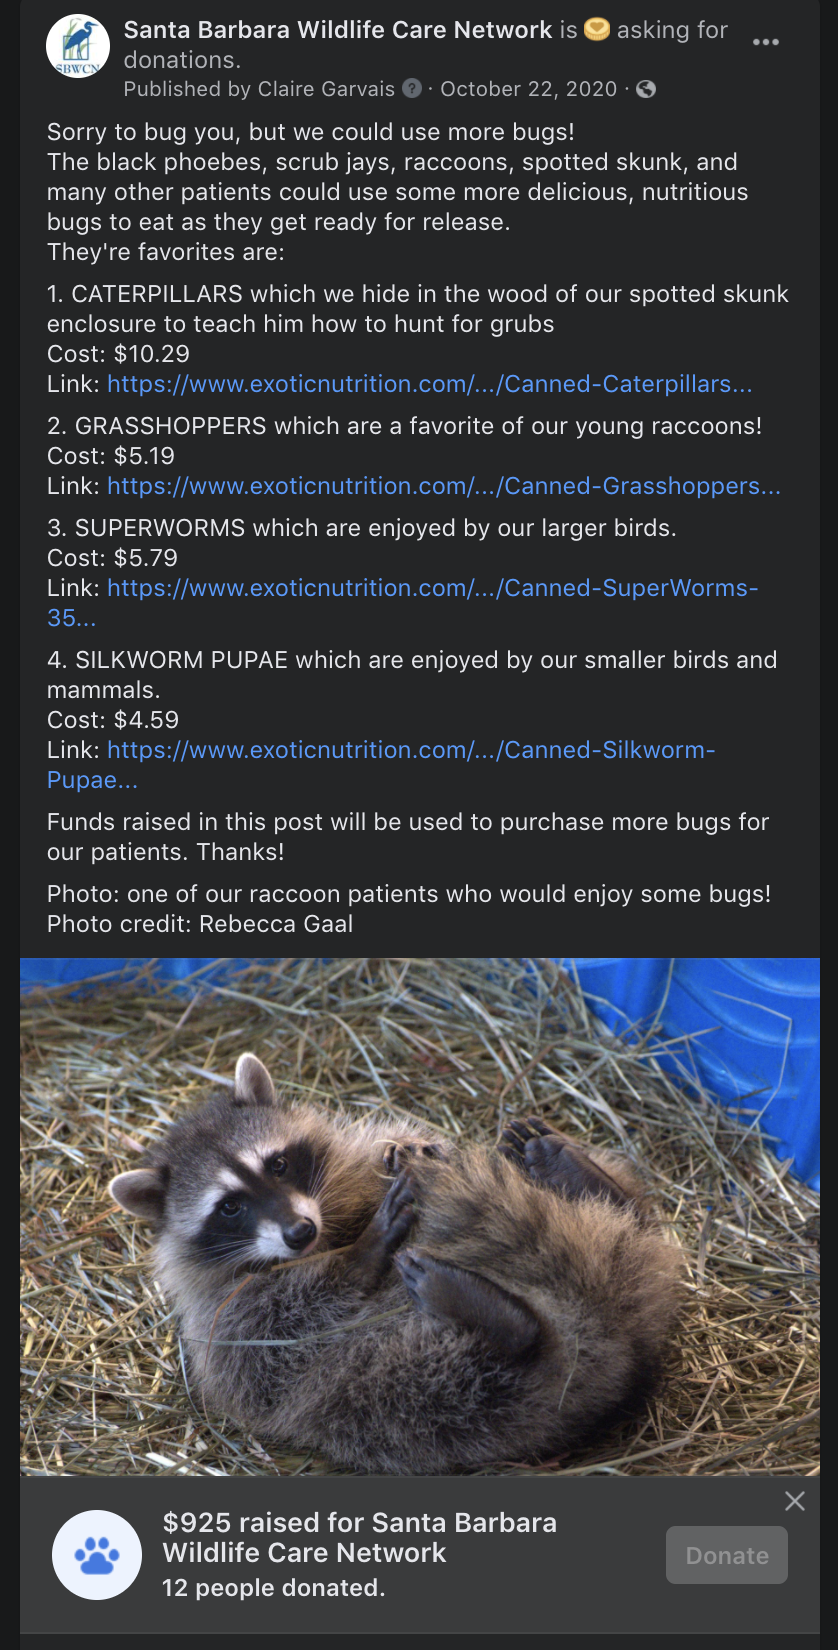 Santa Barbara Wildlife Care Network is asking for
donations.
Published by Claire Garvais ? · October 22, 2020 ·
SBWCN
Sorry to bug you, but we could use more bugs!
The black phoebes, scrub jays, raccoons, spotted skunk, and
many other patients could use some more delicious, nutritious
bugs to eat as they get ready for release.
They're favorites are:
1. CATERPILLARS which we hide in the wood of our spotted skunk
enclosure to teach him how to hunt for grubs
Cost: $10.29
Link: https://www.exoticnutrition.com/.../Canned-Caterpillars...
2. GRASSHOPPERS which are a favorite of our young raccoons!
Cost: $5.19
Link: https://www.exoticnutrition.com/.../Canned-Grasshoppers...
3. SUPERWORMS which are enjoyed by our larger birds.
Cost: $5.79
Link: https://www.exoticnutrition.com/.../Canned-SuperWorms-
35...
4. SILKWORM PUPAE which are enjoyed by our smaller birds and
mammals.
Cost: $4.59
Link: https://www.exoticnutrition.com/.../Canned-Silkworm-
Pupae...
Funds raised in this post will be used to purchase more bugs for
our patients. Thanks!
Photo: one of our raccoon patients who would enjoy some bugs!
Photo credit: Rebecca Gaal
$925 raised for Santa Barbara
Wildlife Care Network
12 people donated.
Donate